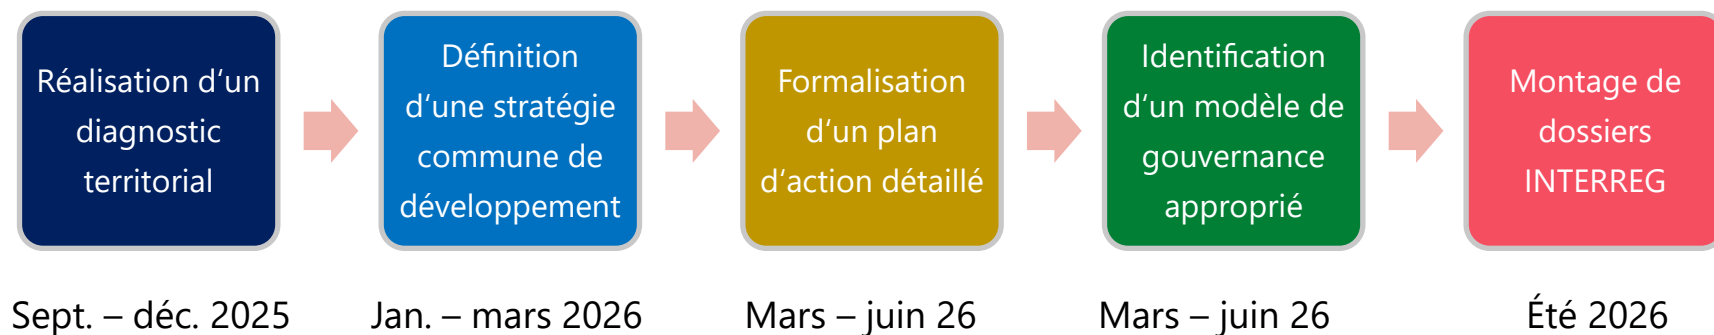 Réalisation d‘un
diagnostic
territorial
Définition
d‘une stratégie
commune de
développement
Formalisation
d‘un plan
d‘action détaillé
Identification
d‘un modèle de
gouvernance
approprié
Montage de
dossiers
INTERREG
Sept. – déc. 2025
Jan. – mars 2026
Mars – juin 26
Mars – juin 26
Été 2026